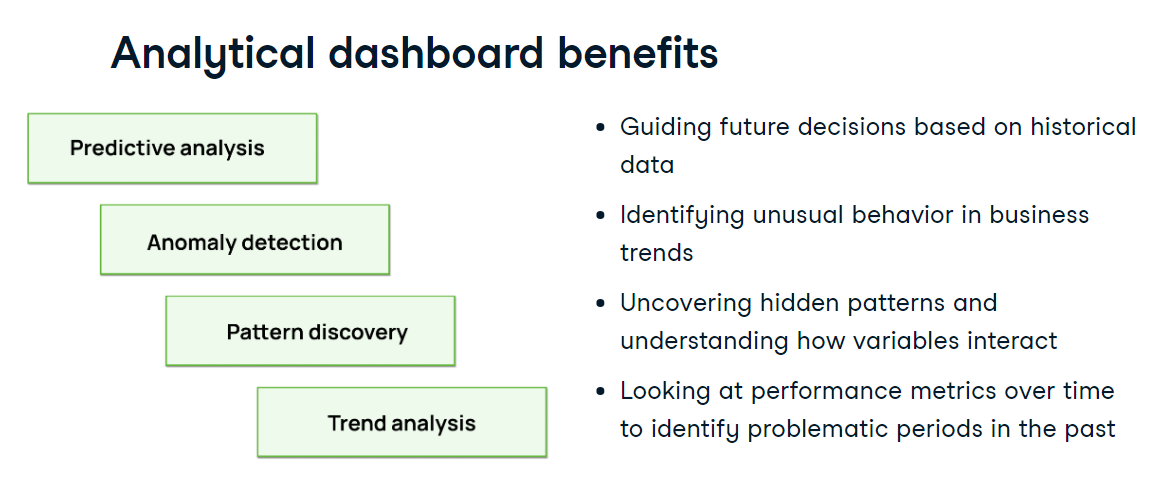 Analytical dashboard benefits
Predictive analysis
Anomaly detection
Pattern discovery
Trend analysis
• Guiding future decisions based on historical
data
• Identifying unusual behavior in business
trends
• Uncovering hidden patterns and
understanding how variables interact
• Looking at performance metrics over time
to identify problematic periods in the past